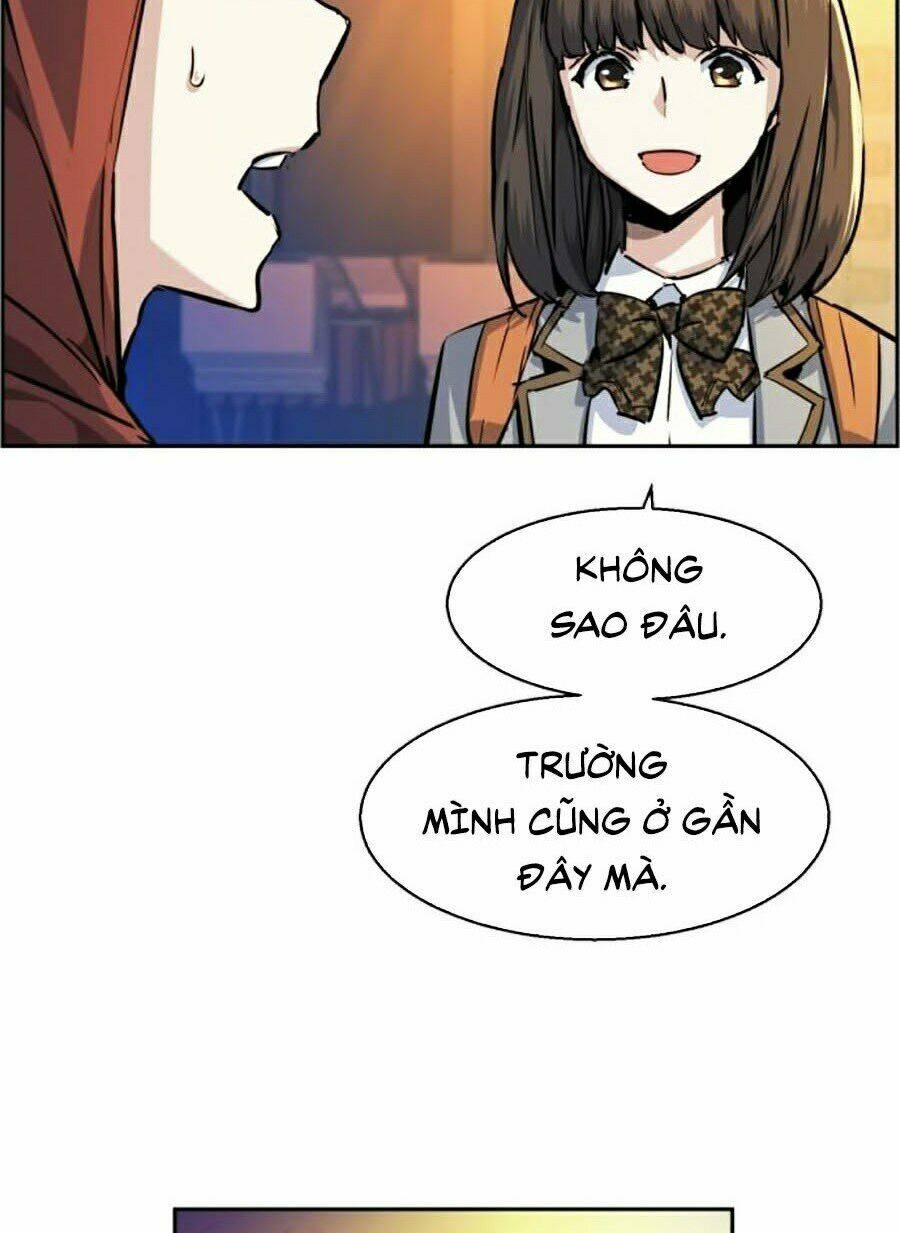 KHÔNG
SAO ĐÂU.
TRƯỜNG
MÌNH CŨNG Ở GẦN
ĐÂY MÀ.